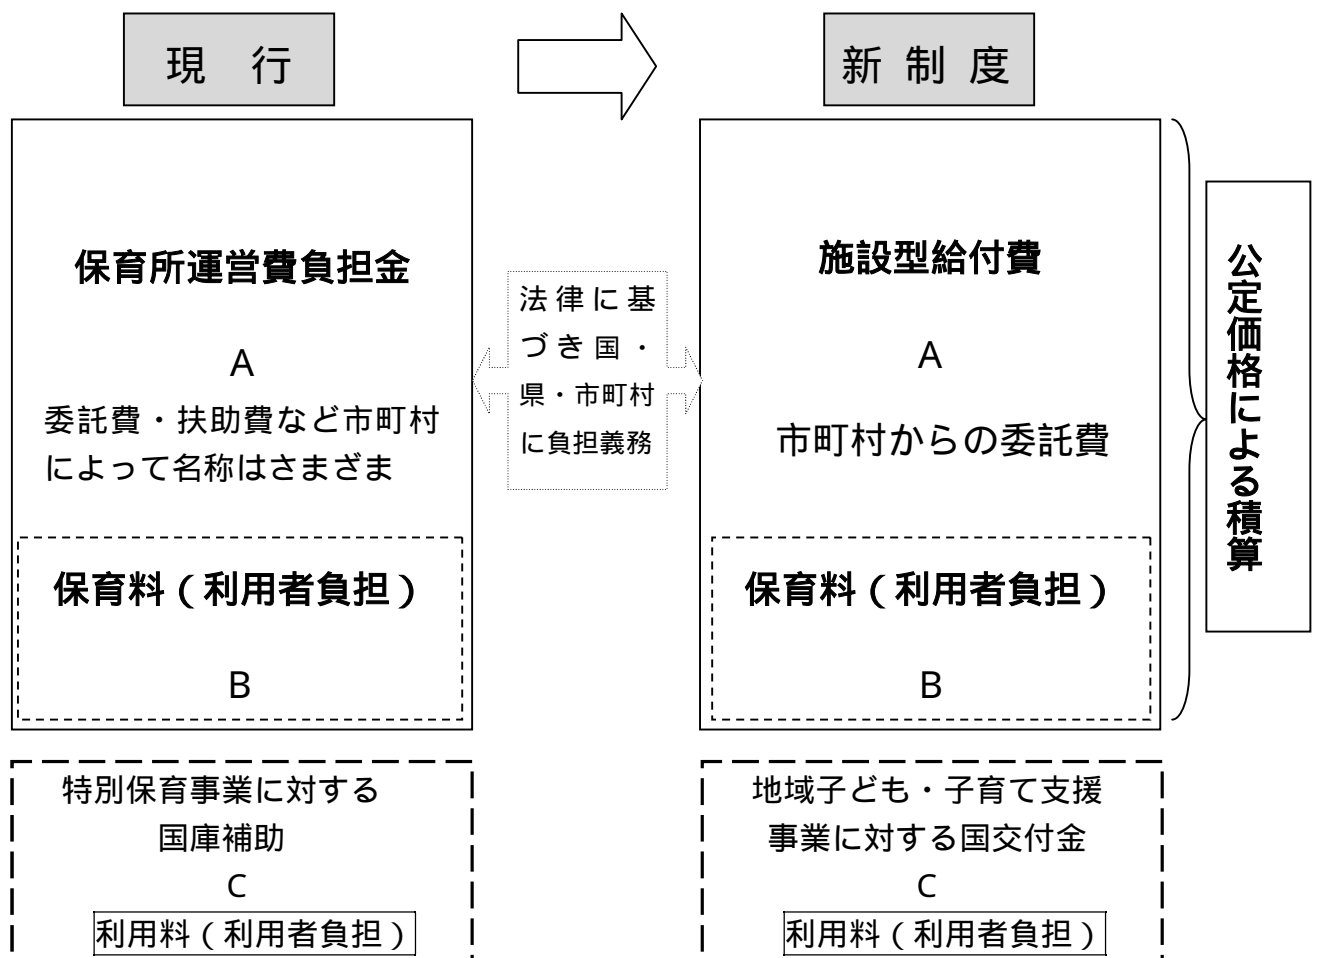 現 行
新 制 度
保育所運営費負担金
A
委託費・扶助費など市町村
によって名称はさまざま
保育料(利用者負担)
B
法律に基
づき国・
県・市町村
に負担義務
施設型給付費
A
市町村からの委託費
保育料(利用者負担)
B
公定価格による積算
特別保育事業に対する
国庫補助
C
利用料(利用者負担)
地域子ども・子育て支援
事業に対する国交付金
C
利用料(利用者負担)